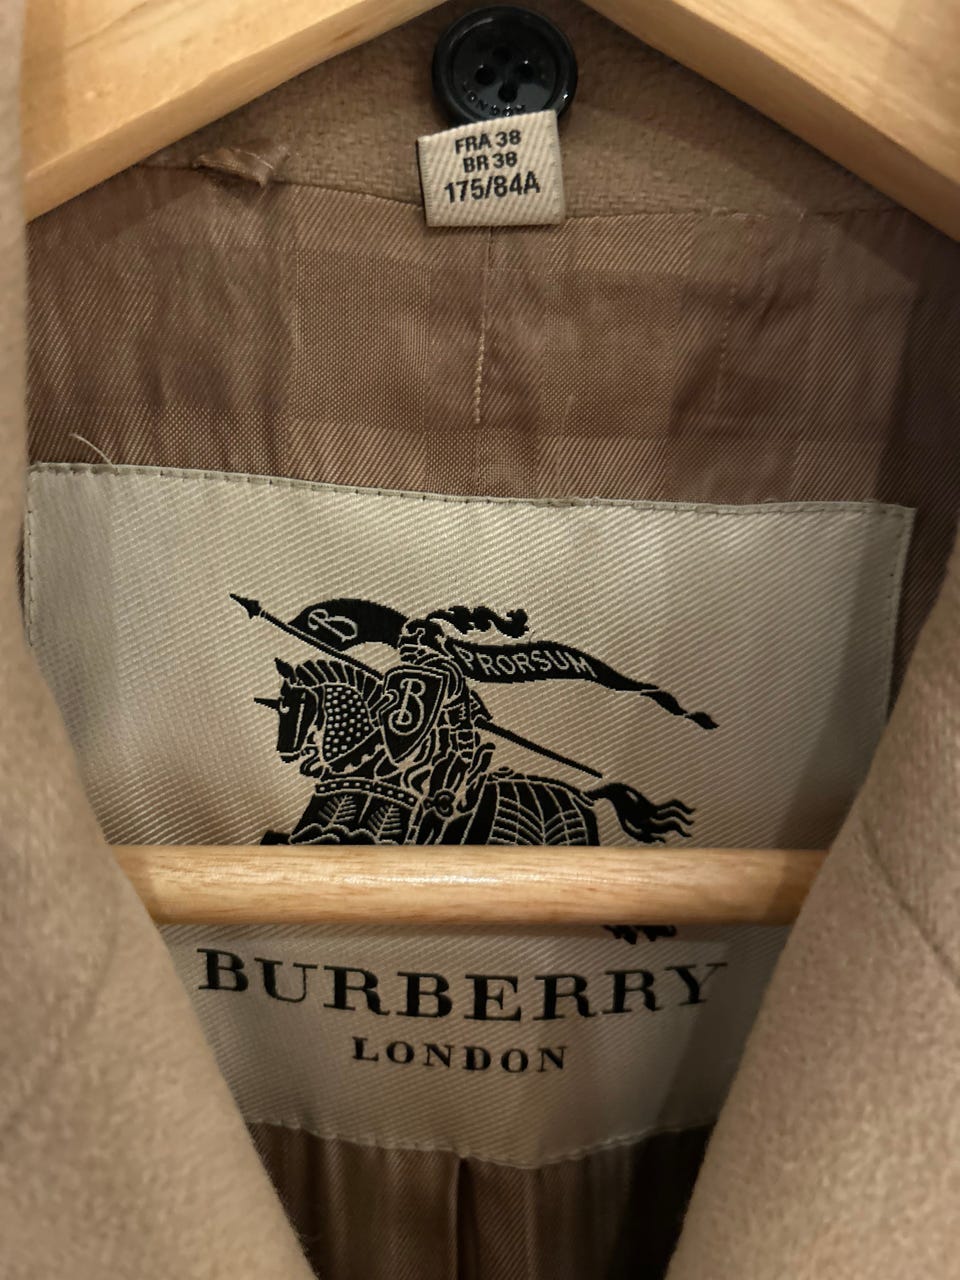 FRA 38
BR 38
175/84A
B
PRORSUM
B
BURBERRY
LONDON